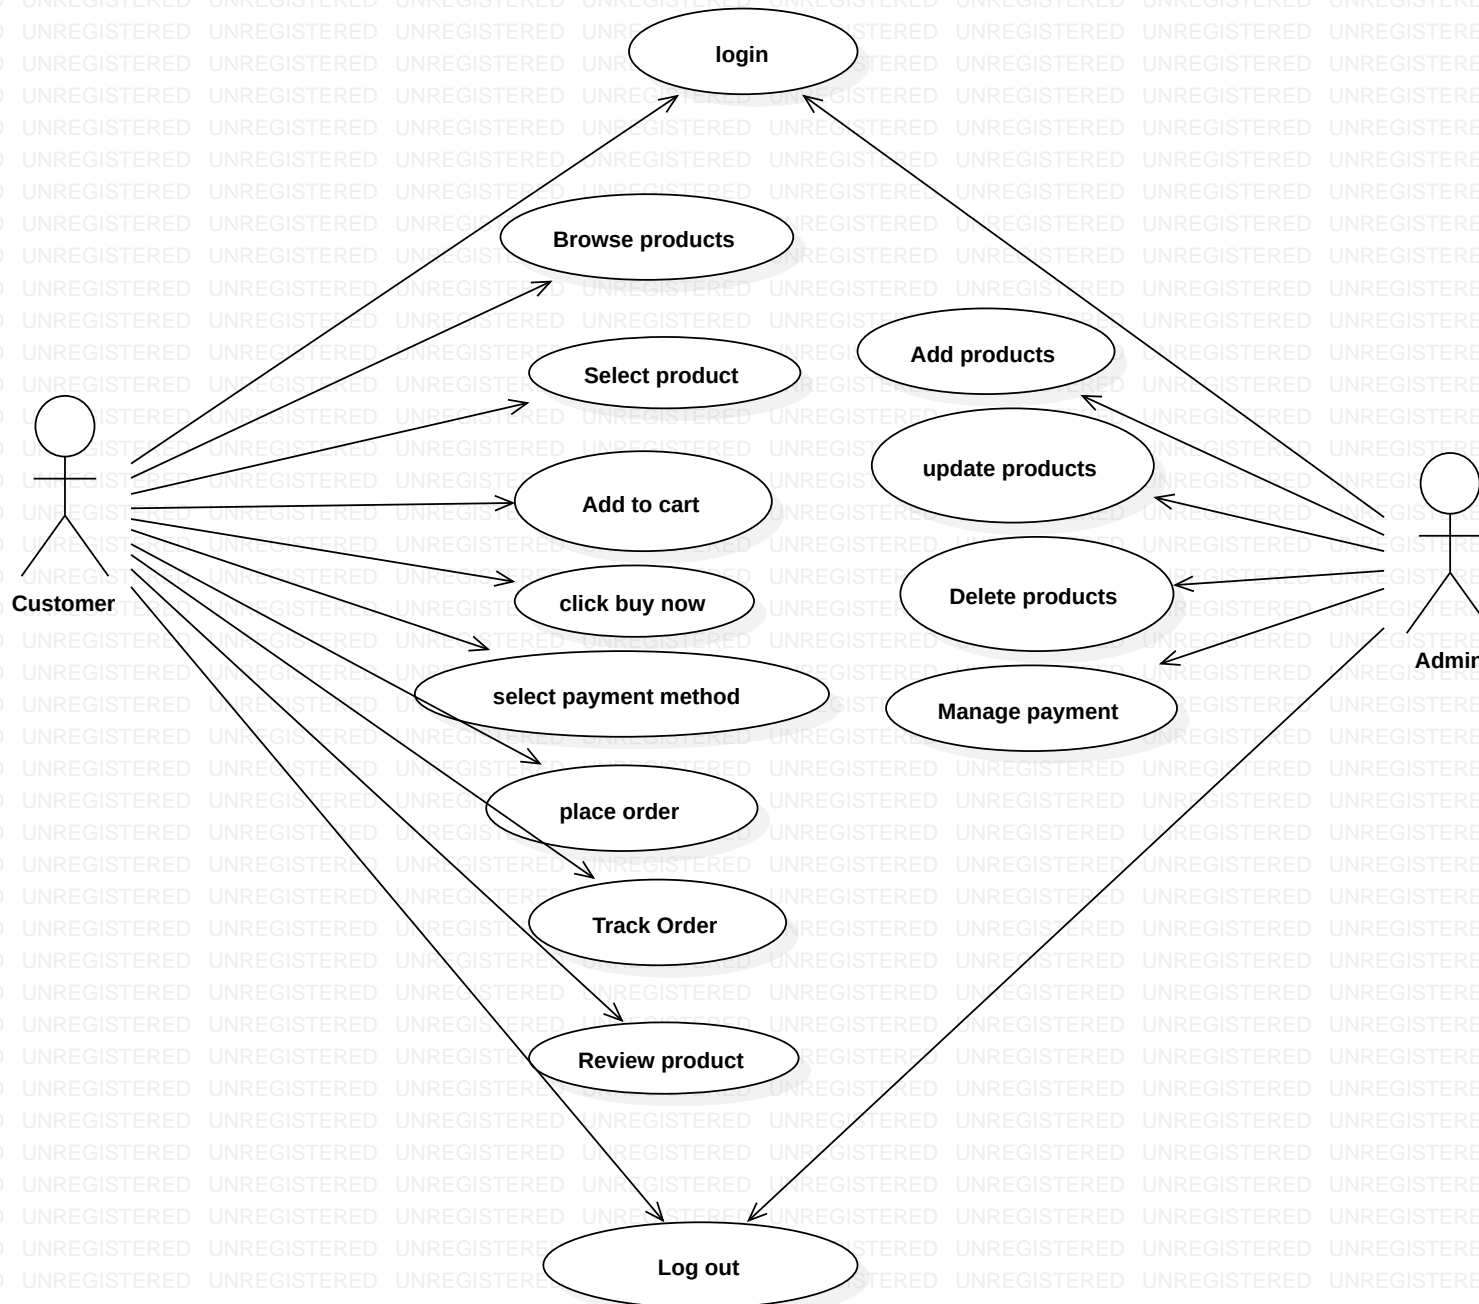 login
Browse products
Add products
Select product
update products
Add to cart
Delete products
click buy now
Customer
Admin
select payment method
Manage payment
place order
Track Order
Review product
Log out
UNREGISTERED